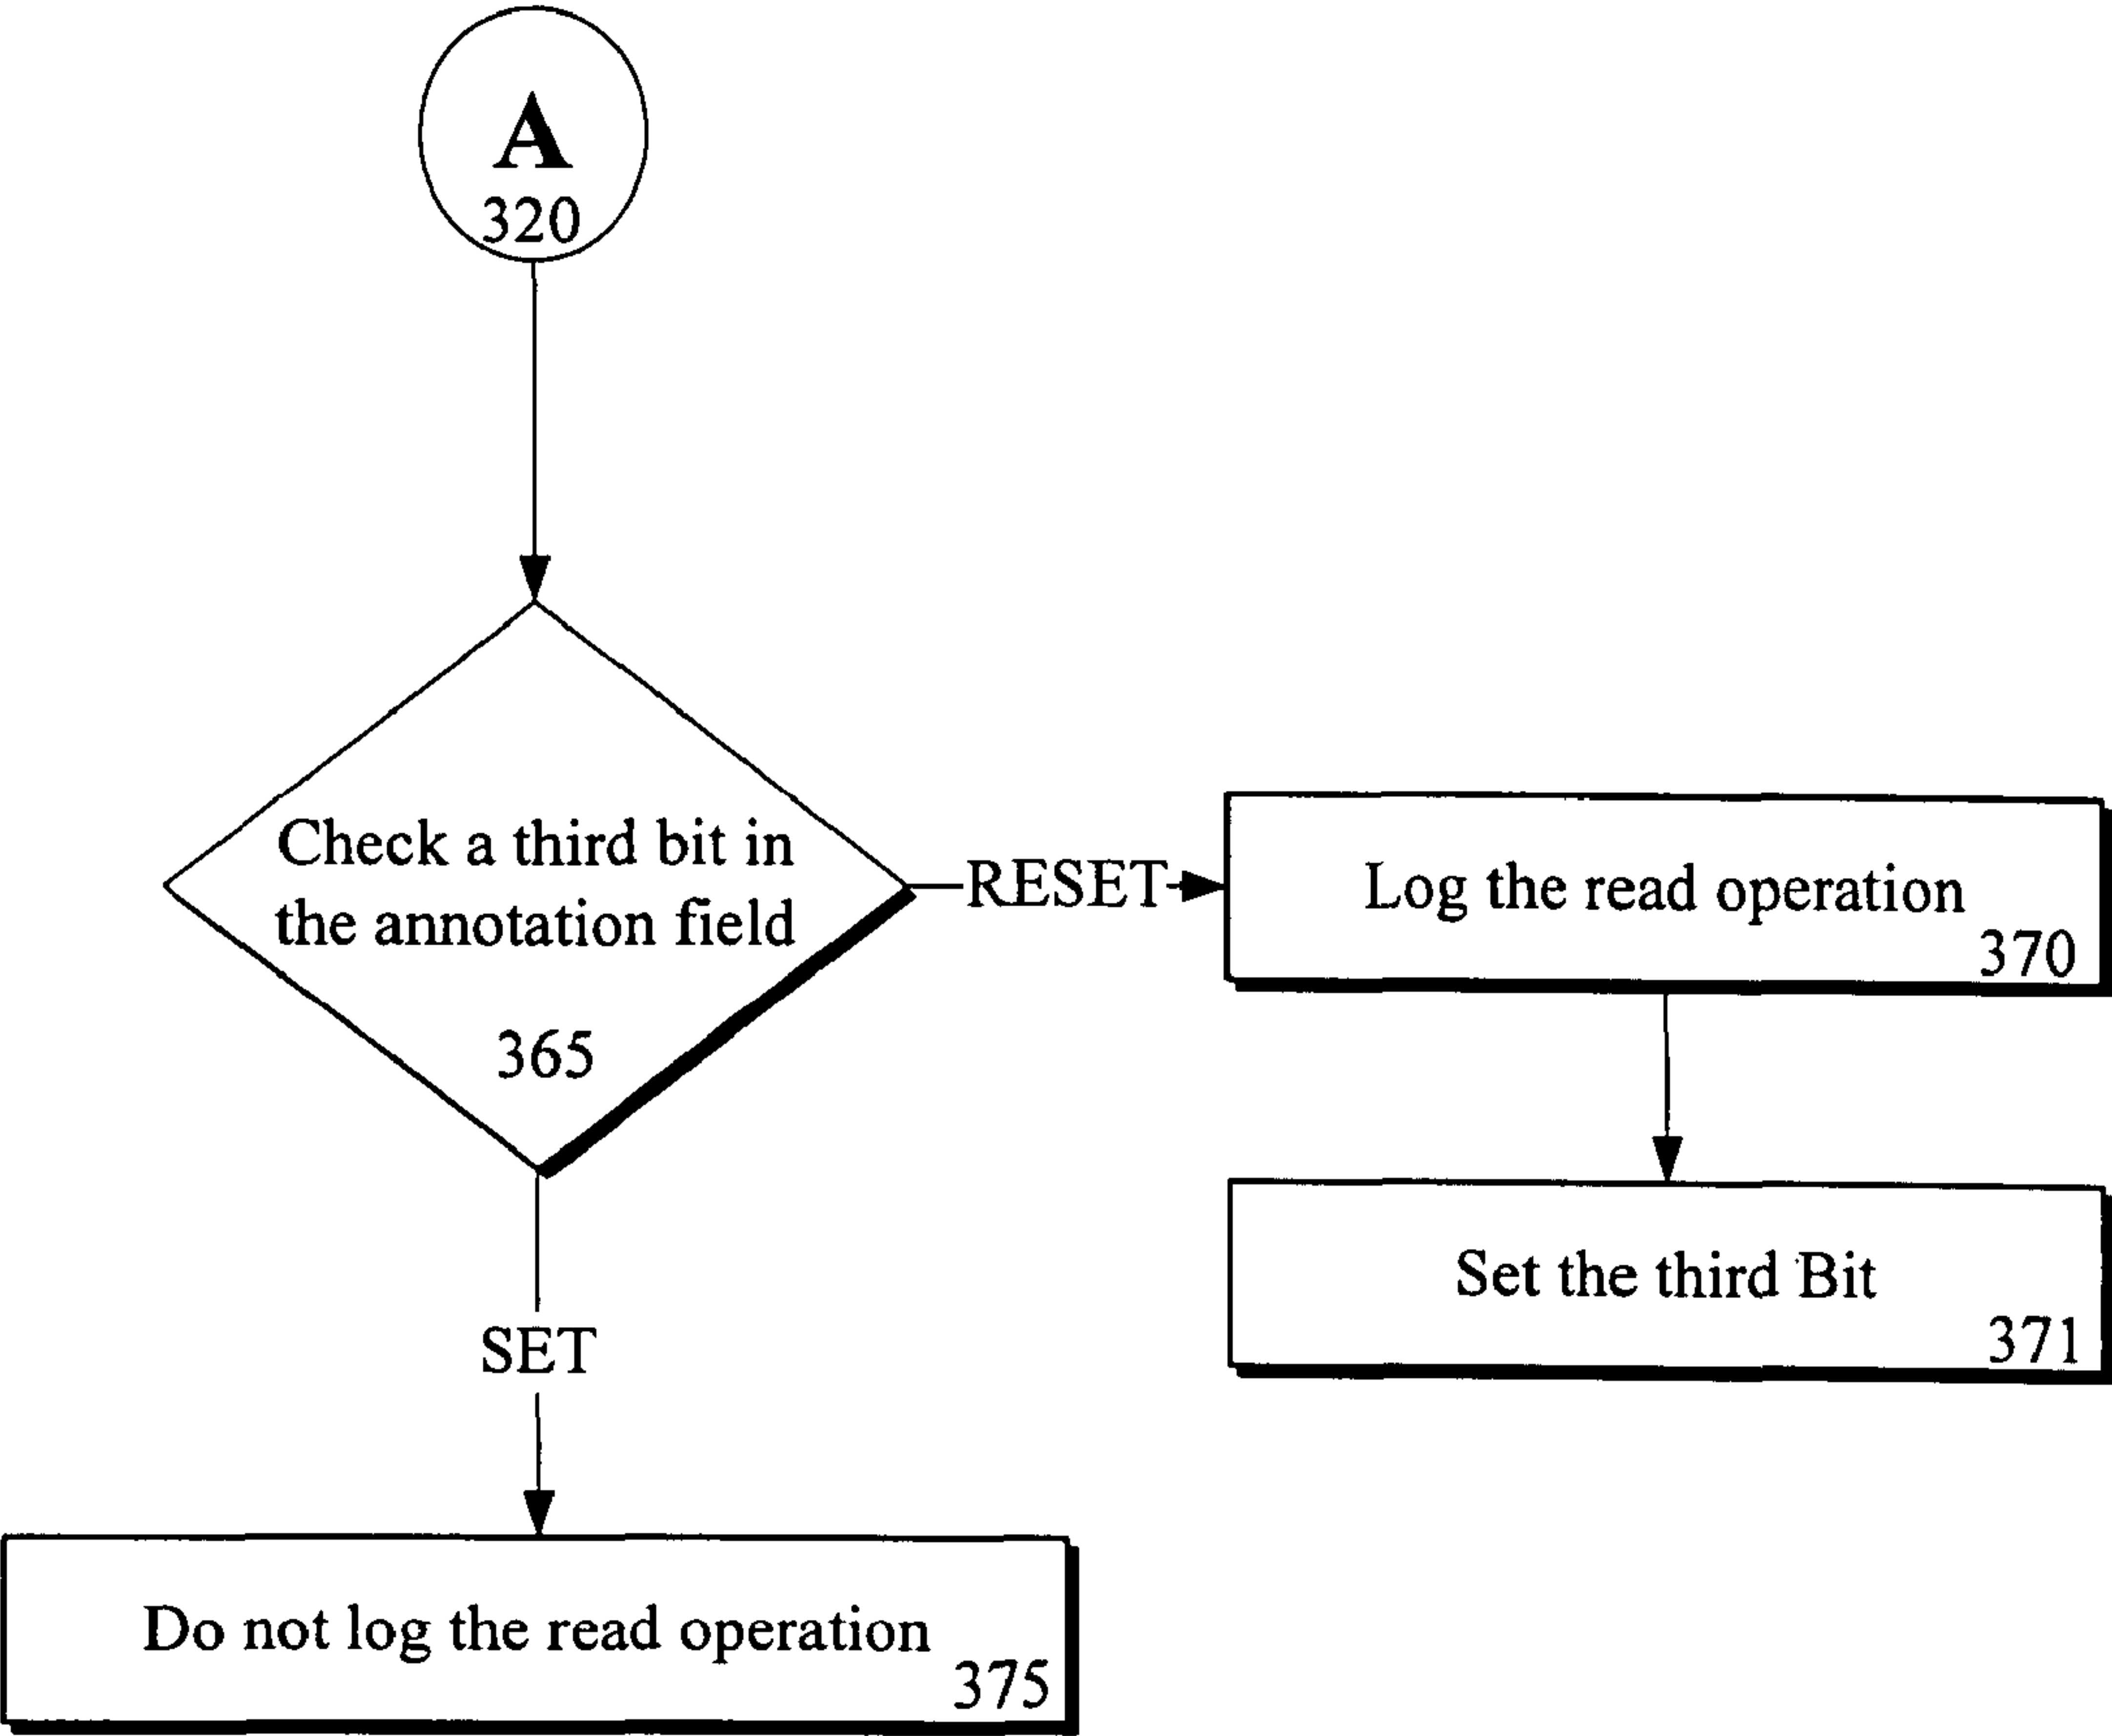 A
320
Check a third bit in
the annotation field
365
RESET
Log the read operation
370
Set the third Bit
371
SET
Do not log the read operation
375